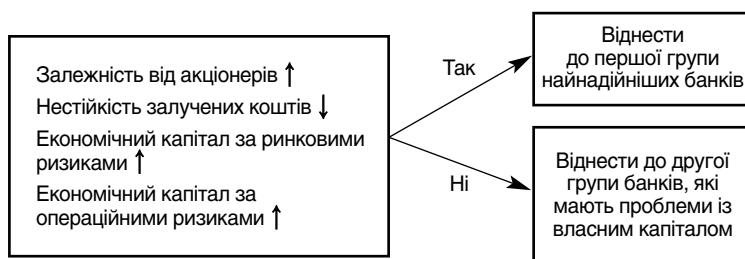 Залежність від акціонерів ↑
Нестійкість залучених коштів ↓
Економічний капітал за ринковими
ризиками ↑
Економічний капітал за
операційними ризиками ↑
Так
Ні
Віднести
до першої групи
найнадійніших банків
Віднести до другої
групи банків, які
мають проблеми із
власним капіталом